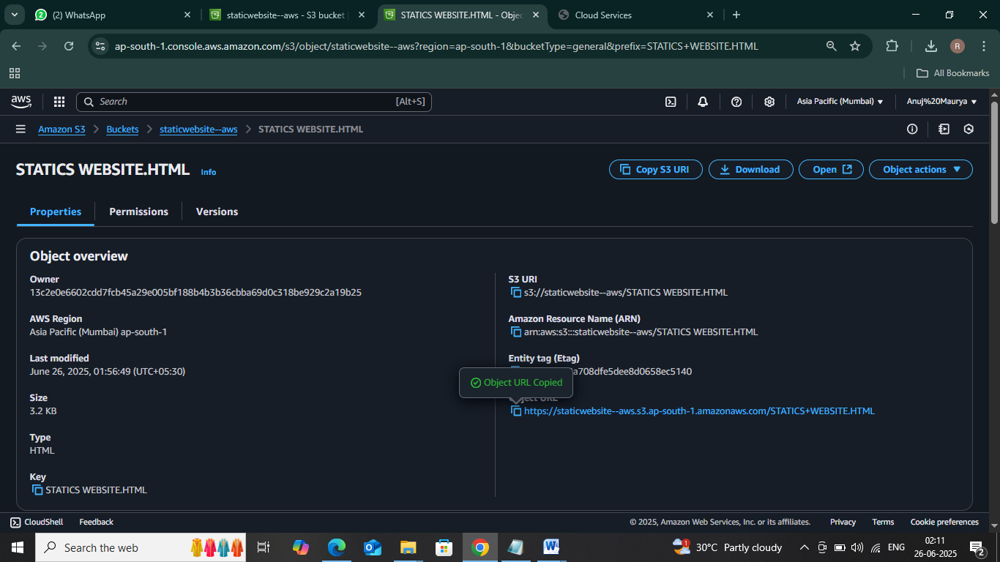 (2) WhatsApp
staticwebsite--aws - S3 bucket
STATICS WEBSITE.HTML - Objec
Cloud Services
ap-south-1.console.aws.amazon.com/s3/object/staticwebsite--aws?region=ap-south-1&bucketType=general&prefix=STATICS+WEBSITE.HTML
R
All Bookmarks
aws
Search
[Alt+S]
Asia Pacific (Mumbai)
Anuj%20Maurya
Amazon S3
Buckets
staticwebsite--aws
STATICS WEBSITE.HTML
STATICS WEBSITE.HTML
Info
Copy S3 URI
Download
Open
Object actions
Properties
Permissions
Versions
Object overview
Owner
13c2e0e6602cdd7fcb45a29e005bf188b4b3b36cbba69d0c318be929c2a19b25
AWS Region
Asia Pacific (Mumbai) ap-south-1
Last modified
June 26, 2025, 01:56:49 (UTC+05:30)
Size
3.2 KB
Type
HTML
Key
STATICS WEBSITE.HTML
S3 URI
s3://staticwebsite--aws/STATICS WEBSITE.HTML
Amazon Resource Name (ARN)
arn:aws:s3:::staticwebsite--aws/STATICS WEBSITE.HTML
Entity tag (Etag)
a708dfe5dee8d0658ec5140
Object URL Copied
URL
https://staticwebsite--aws.s3.ap-south-1.amazonaws.com/STATICS+WEBSITE.HTML
CloudShell
Feedback
© 2025, Amazon Web Services, Inc. or its affiliates.
Privacy
Terms
Cookie preferences
Search the web
30°C Partly cloudy
ENG
02:11
26-06-2025
2